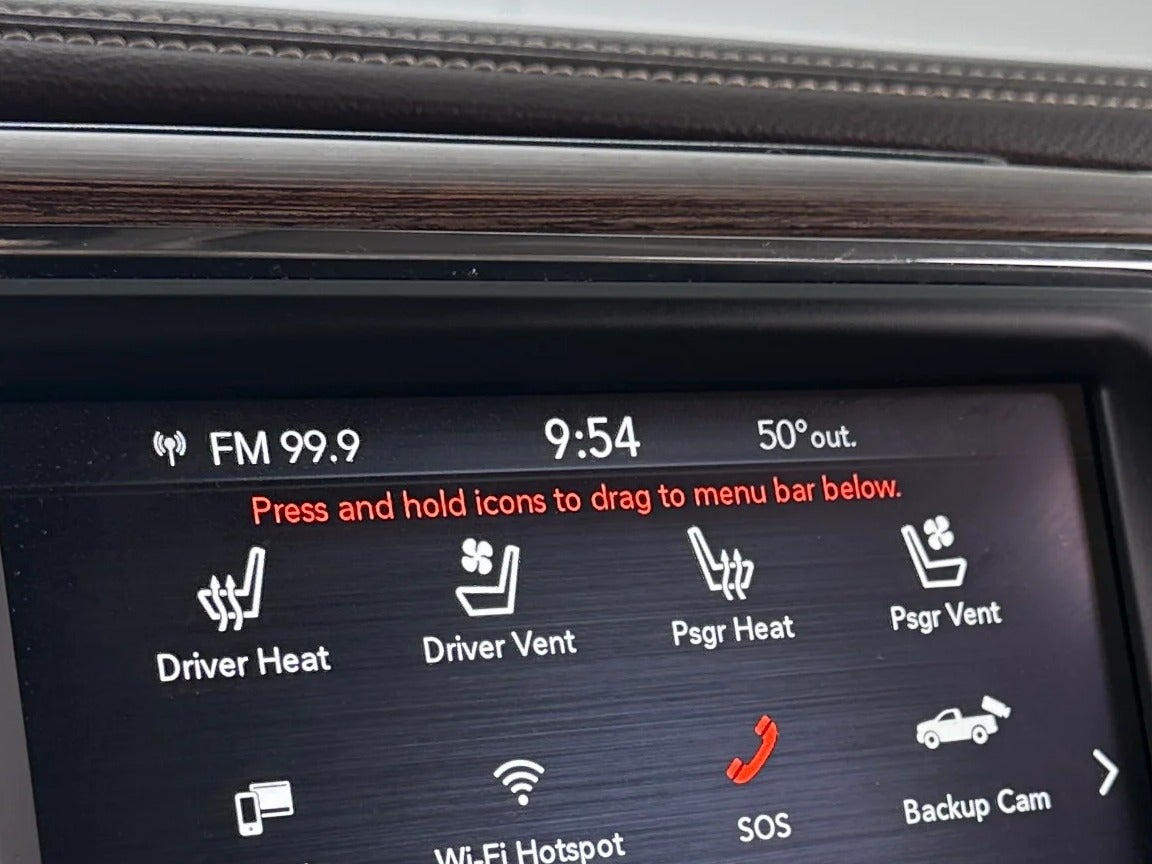 FM 99.9 9:54 50° out.
Press and hold icons to drag to menu bar below.
Driver Heat Driver Vent Psgr Heat Psgr Vent
Wi-Fi Hotspot SOS Backup Cam